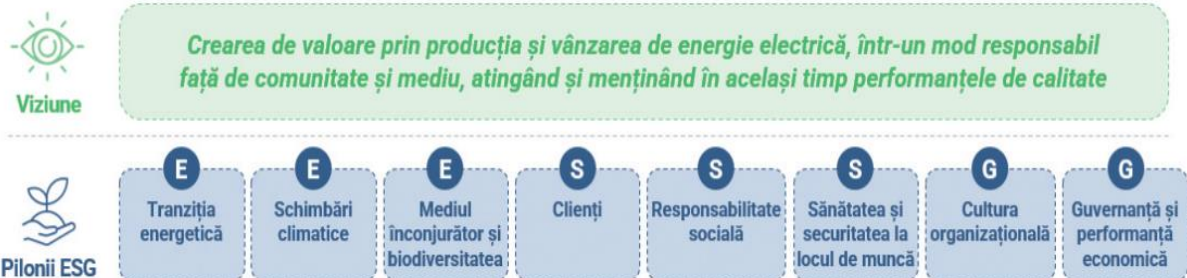 Viziune
Crearea de valoare prin producția și vânzarea de energie electrică, într-un mod responsabil
față de comunitate și mediu, atingând și menținând în același timp performanțele de calitate
Pilonii ESG
E
Tranziția
energetică
E
Schimbări
climatice
E
Mediul
înconjurător și
biodiversitatea
S
Clienți
S
Responsabilitate
socială
S
Sănătatea și
securitatea la
locul de muncă
G
Cultura
organizațională
G
Guvernanță și
performanță
economică